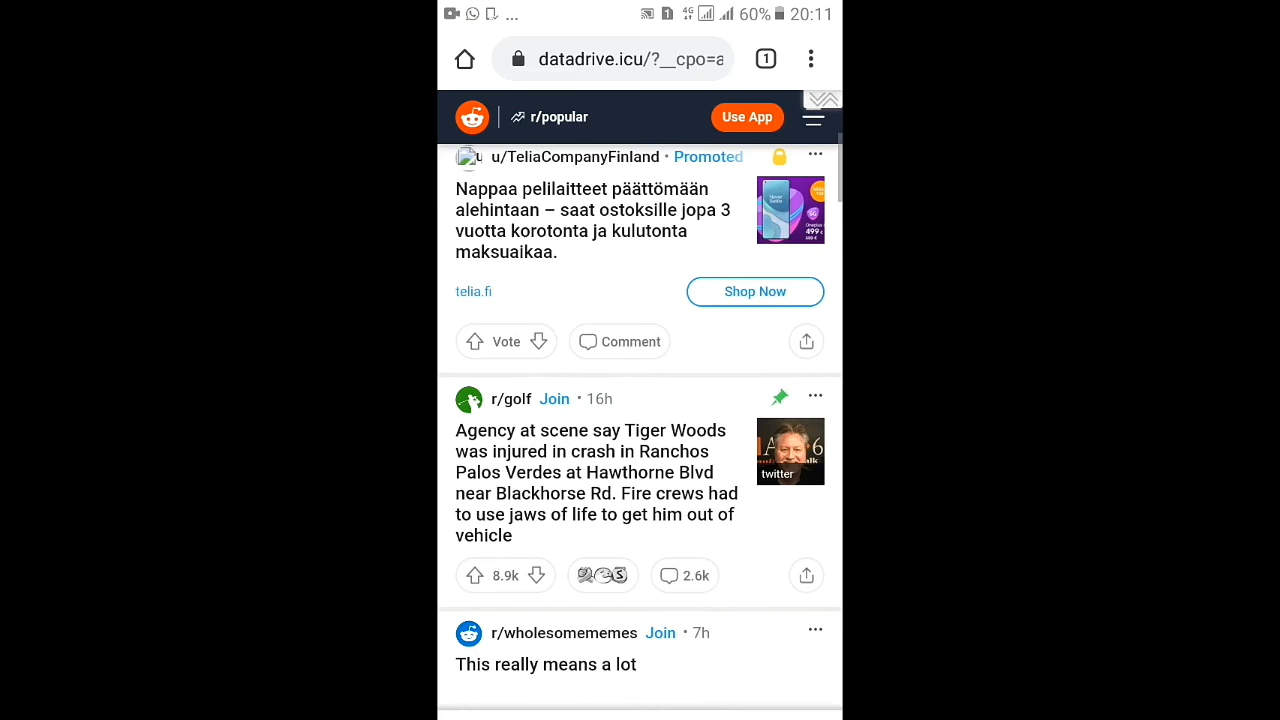 ... 1 4G 60% 20:11
datadrive.icu/?__cpo=a 1
r/popular Use App
u/TeliaCompanyFinland • Promoted ...
Nappaa pelilaitteet päättömään
alehintaan – saat ostoksille jopa 3
vuotta korotonta ja kulutonta
maksuaikaa.
5G
499 €
telia.fi Shop Now
Vote Comment
r/golf Join • 16h ...
Agency at scene say Tiger Woods
was injured in crash in Ranchos
Palos Verdes at Hawthorne Blvd
near Blackhorse Rd. Fire crews had
to use jaws of life to get him out of
vehicle
twitter
8.9k S 2.6k
r/wholesomememes Join • 7h ...
This really means a lot